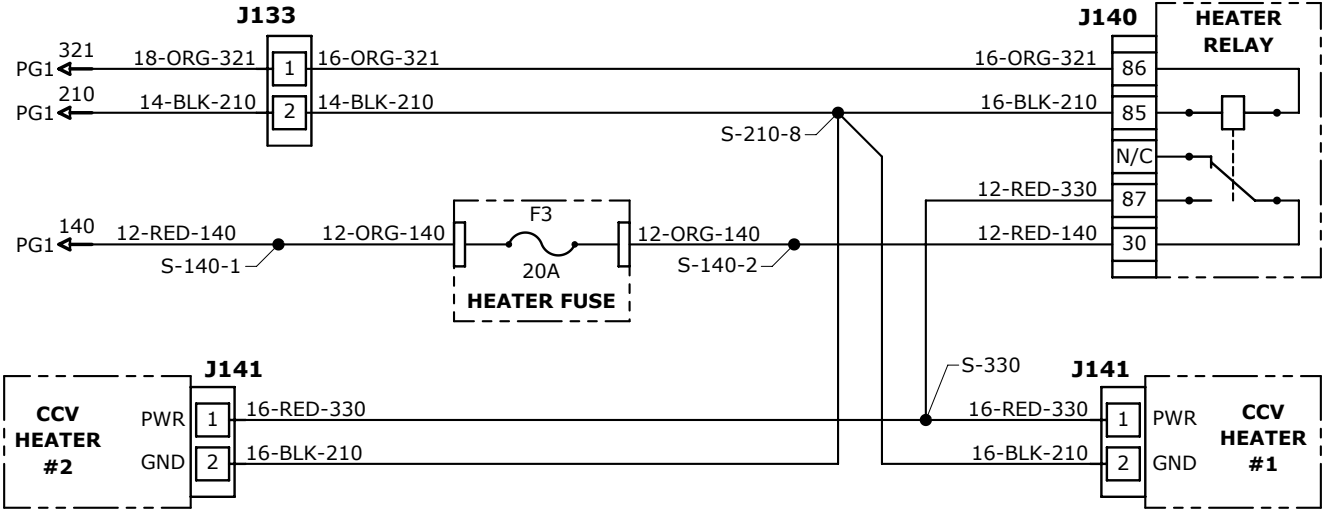 J133
J140
HEATER
RELAY
PG1
321
18-ORG-321
1
16-ORG-321
16-ORG-321
86
PG1
210
14-BLK-210
2
14-BLK-210
16-BLK-210
85
S-210-8
N/C
12-RED-330
87
PG1
140
12-RED-140
S-140-1
12-ORG-140
F3
20A
HEATER FUSE
12-ORG-140
S-140-2
12-RED-140
30
J141
CCV
HEATER
#2
PWR
1
16-RED-330
GND
2
16-BLK-210
S-330
J141
16-RED-330
1
PWR
16-BLK-210
2
GND
CCV
HEATER
#1